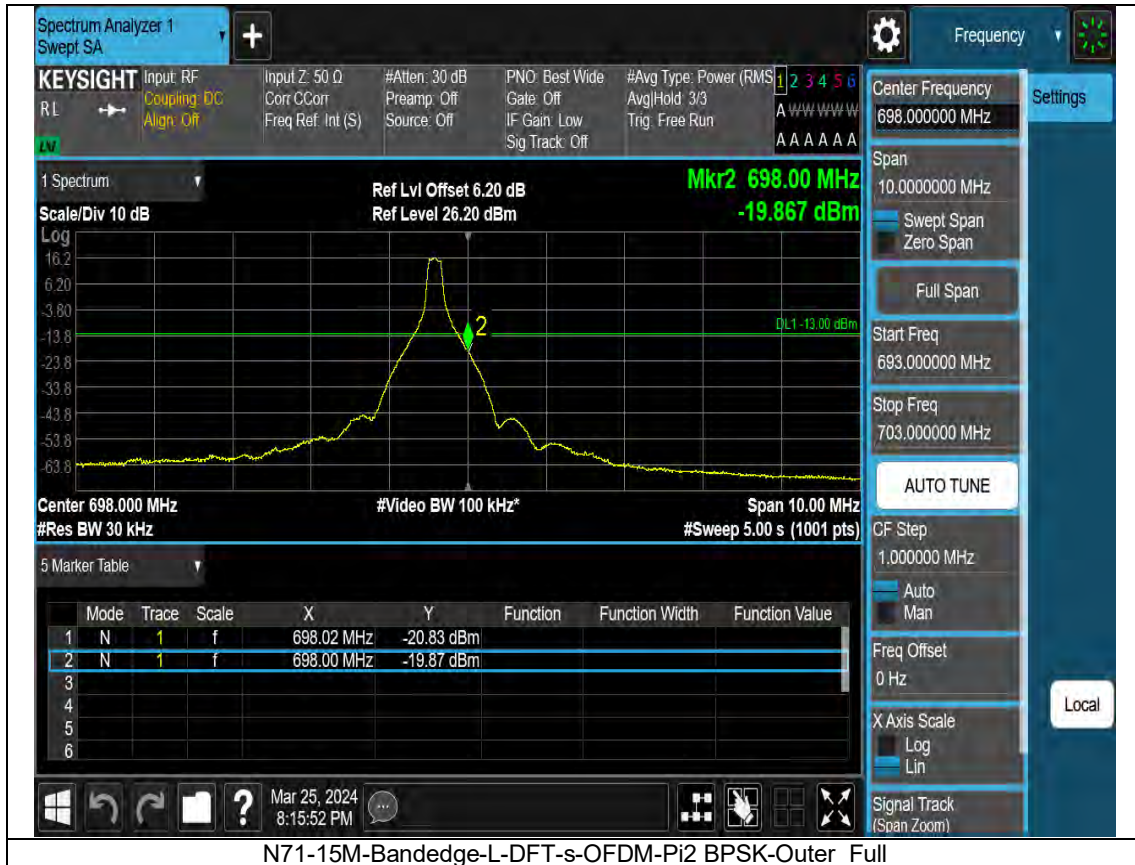 Spectrum Analyzer 1
Swept SA
+
Frequency
KEYSIGHT
RL
LXI
Input: RF
Coupling: DC
Align: Off
Input Z: 50 Ω
Corr CCorr
Freq Ref: Int (S)
#Atten: 30 dB
Preamp: Off
Source: Off
PNO: Best Wide
Gate: Off
IF Gain: Low
Sig Track: Off
#Avg Type: Power (RMS
Avg|Hold: 3/3
Trig: Free Run
1 2 3 4 5 6
A W W W W W
A A A A A A
1 Spectrum
Scale/Div 10 dB
Ref Lvl Offset 6.20 dB
Ref Level 26.20 dBm
Mkr2 698.00 MHz
-19.867 dBm
Log
16.2
6.20
-3.80
-13.8
-23.8
-33.8
-43.8
-53.8
-63.8
2
DL1 -13.00 dBm
Center 698.000 MHz
#Video BW 100 kHz*
Span 10.00 MHz
#Res BW 30 kHz
#Sweep 5.00 s (1001 pts)
5 Marker Table
Mode Trace Scale X Y Function Function Width Function Value
1 N 1 f 698.02 MHz -20.83 dBm
2 N 1 f 698.00 MHz -19.87 dBm
3
4
5
6
Mar 25, 2024
8:15:52 PM
?
Center Frequency
698.000000 MHz
Settings
Span
10.0000000 MHz
Swept Span
Zero Span
Full Span
Start Freq
693.000000 MHz
Stop Freq
703.000000 MHz
AUTO TUNE
CF Step
1.000000 MHz
Auto
Man
Freq Offset
0 Hz
X Axis Scale
Log
Lin
Signal Track
(Span Zoom)
Local
N71-15M-Bandedge-L-DFT-s-OFDM-Pi2 BPSK-Outer_Full